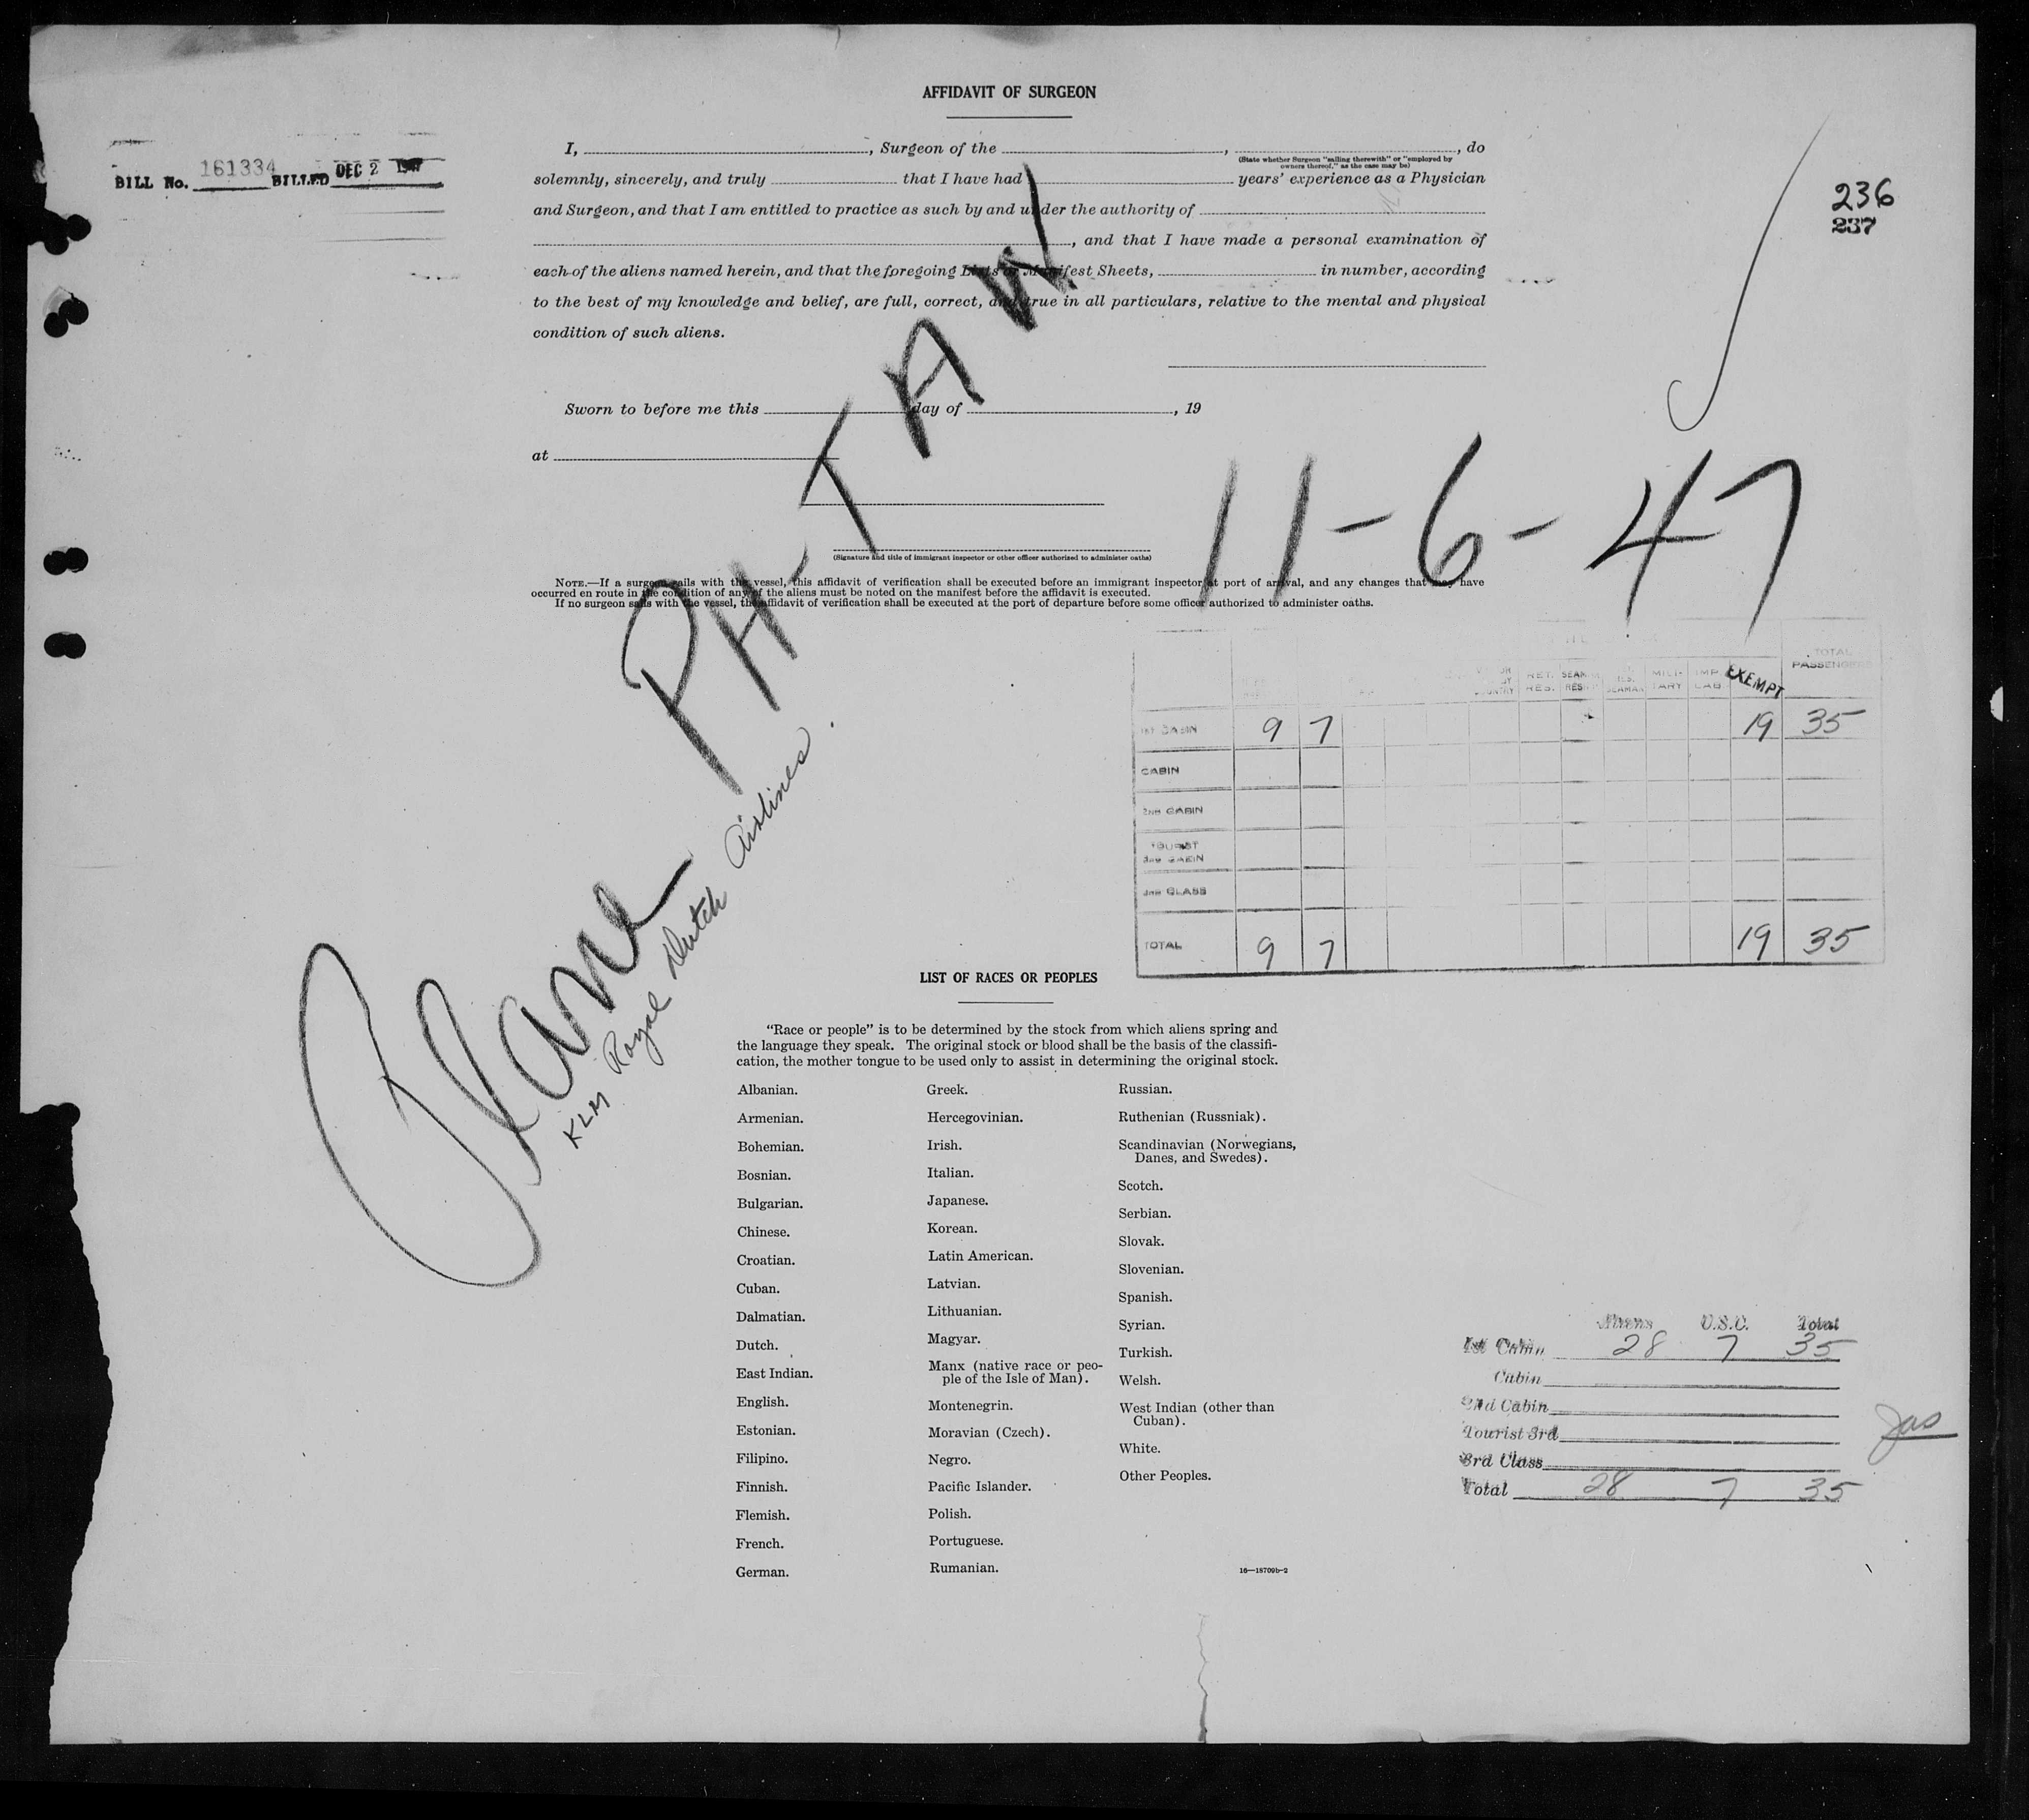 AFFIDAVIT OF SURGEON
BILL No. 161334 BILLED DEC 2 1947
236
237
I, , Surgeon of the , , do
(State whether Surgeon "sailing therewith" or "employed by
owners thereof," as the case may be)
solemnly, sincerely, and truly that I have had years' experience as a Physician
and Surgeon, and that I am entitled to practice as such by and under the authority of
, and that I have made a personal examination of
each of the aliens named herein, and that the foregoing Lists or Manifest Sheets, in number, according
to the best of my knowledge and belief, are full, correct, and true in all particulars, relative to the mental and physical
condition of such aliens.
Sworn to before me this day of , 19
at
(Signature and title of immigrant inspector or other officer authorized to administer oaths)
NOTE.—If a surgeon sails with the vessel, this affidavit of verification shall be executed before an immigrant inspector at port of arrival, and any changes that may have
occurred en route in the condition of any of the aliens must be noted on the manifest before the affidavit is executed.
If no surgeon sails with the vessel, the affidavit of verification shall be executed at the port of departure before some officer authorized to administer oaths.
Plane PH-TAW
KLM Royal Dutch Airlines.
11-6-47
TOTAL
PASSENGERS
RET. RES. SEAMAN MILI-TARY IMP. LAB. EXEMPT
1ST CABIN 9 7 19 35
CABIN
2ND CABIN
TOURIST
3RD CABIN
3RD CLASS
TOTAL 9 7 19 35
LIST OF RACES OR PEOPLES
"Race or people" is to be determined by the stock from which aliens spring and
the language they speak. The original stock or blood shall be the basis of the classifi-
cation, the mother tongue to be used only to assist in determining the original stock.
Albanian.
Armenian.
Bohemian.
Bosnian.
Bulgarian.
Chinese.
Croatian.
Cuban.
Dalmatian.
Dutch.
East Indian.
English.
Estonian.
Filipino.
Finnish.
Flemish.
French.
German.
Greek.
Hercegovinian.
Irish.
Italian.
Japanese.
Korean.
Latin American.
Latvian.
Lithuanian.
Magyar.
Manx (native race or peo-
ple of the Isle of Man).
Montenegrin.
Moravian (Czech).
Negro.
Pacific Islander.
Polish.
Portuguese.
Rumanian.
Russian.
Ruthenian (Russniak).
Scandinavian (Norwegians,
Danes, and Swedes).
Scotch.
Serbian.
Slovak.
Slovenian.
Spanish.
Syrian.
Turkish.
Welsh.
West Indian (other than
Cuban).
White.
Other Peoples.
16—18709b-2
Aliens U.S.C. Total
1st Cabin 28 7 35
Cabin
2nd Cabin
Tourist 3rd
3rd Class
Total 28 7 35